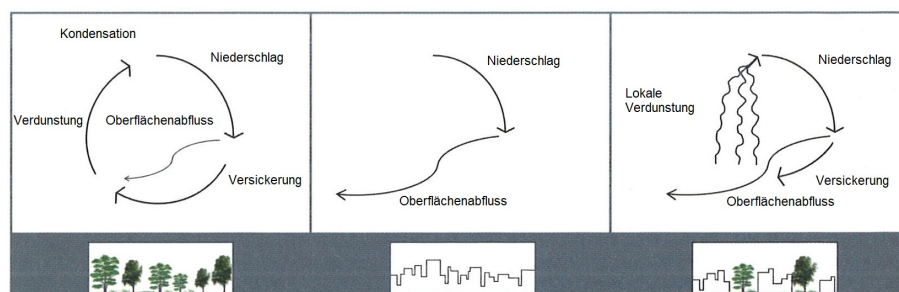 Kondensation
Niederschlag
Verdunstung
Oberflächenabfluss
Versickerung
Niederschlag
Oberflächenabfluss
Niederschlag
Lokale
Verdunstung
Versickerung
Oberflächenabfluss